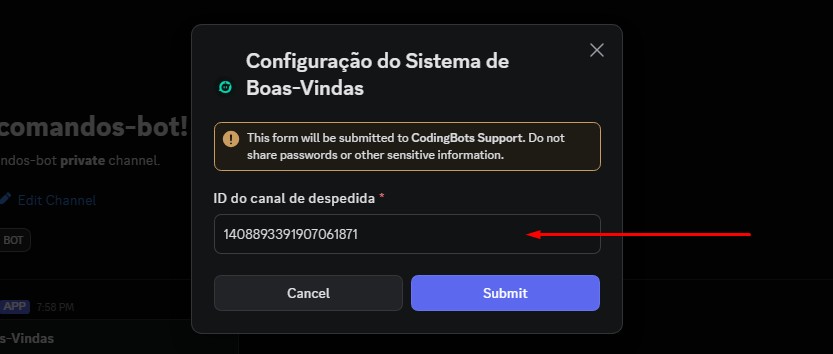 Configuração do Sistema de
Boas-Vindas
comandos-bot!
This form will be submitted to CodingBots Support. Do not
share passwords or other sensitive information.
ndos-bot private channel.
ID do canal de despedida *
Edit Channel
1408893391907061871
BOT
Cancel
Submit
APP 7:58 PM
s-Vindas